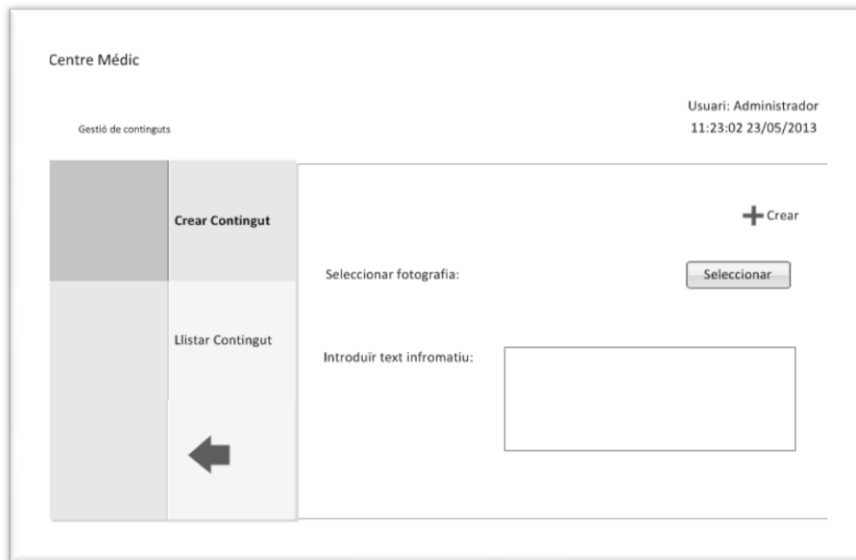 Centre Médic
Usuari: Administrador
Gestió de continguts
11:23:02 23/05/2013
Crear Contingut
Crear
Seleccionar fotografia:
Seleccionar
Llistar Contingut
Introduïr text infromatiu: